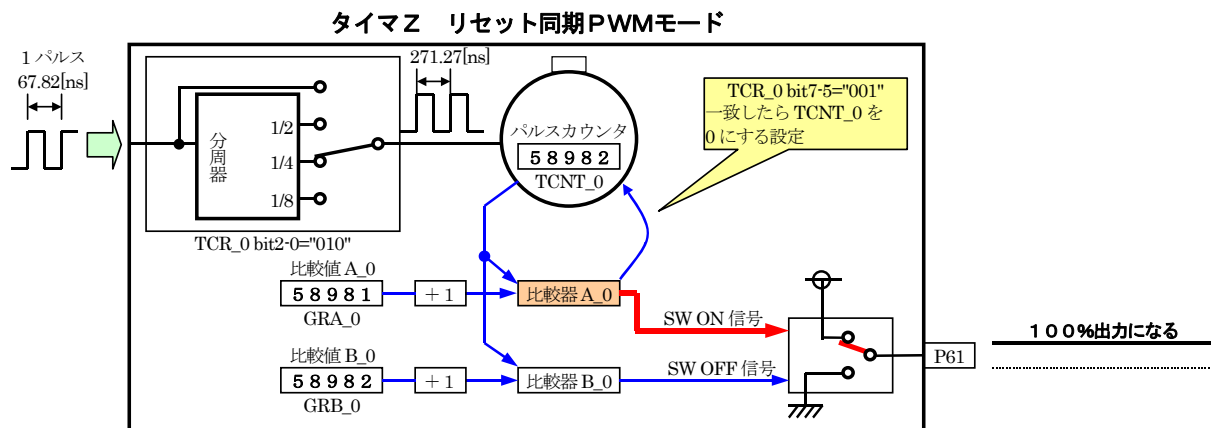 タイマZ リセット同期PWMモード
1 パルス
67.82[ns]
271.27[ns]
分周器
1/2
1/4
1/8
TCR_0 bit2-0="010"
パルスカウンタ
58982
TCNT_0
TCR_0 bit7-5="001"
一致したら TCNT_0 を
0 にする設定
比較値 A_0
58981
GRA_0
+1
比較器 A_0
SW ON 信号
比較値 B_0
58982
GRB_0
+1
比較器 B_0
SW OFF 信号
P61
100%出力になる